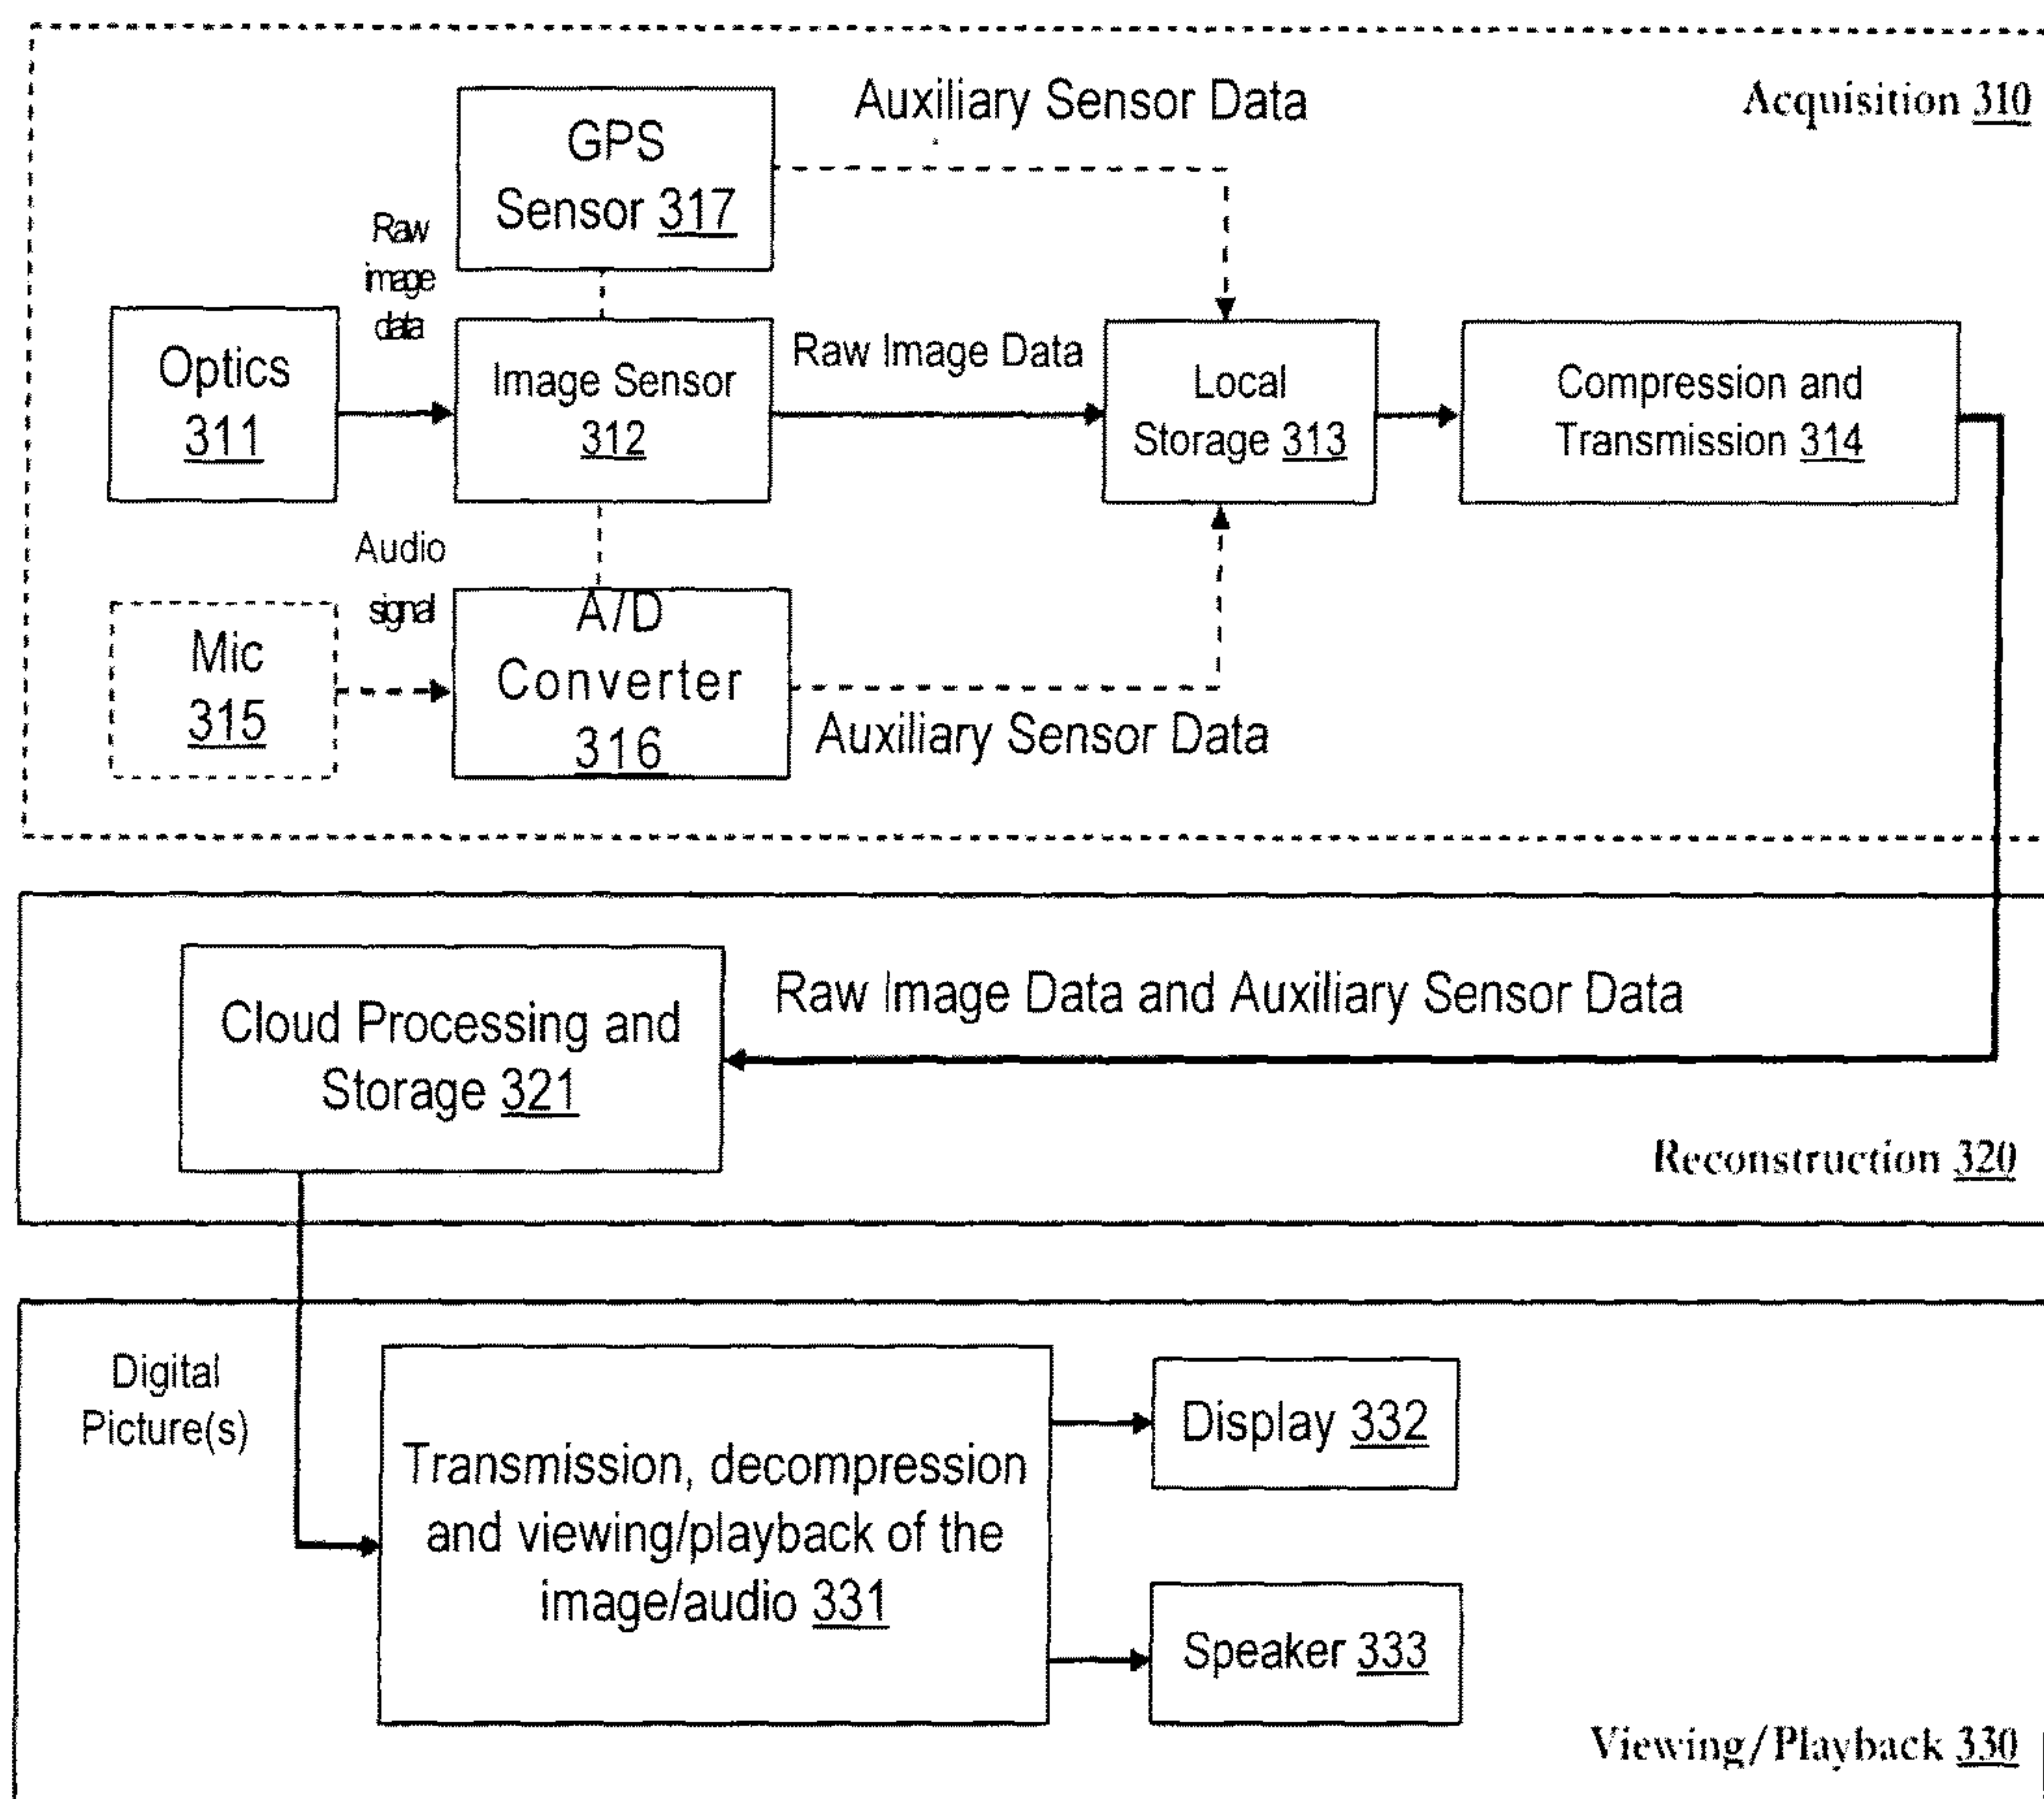 Auxiliary Sensor Data
Acquisition 310
GPS
Sensor 317
Raw
image
data
Optics
311
Image Sensor
312
Raw Image Data
Local
Storage 313
Compression and
Transmission 314
Audio
signal
Mic
315
A/D
Converter
316
Auxiliary Sensor Data
Cloud Processing and
Storage 321
Raw Image Data and Auxiliary Sensor Data
Reconstruction 320
Digital
Picture(s)
Transmission, decompression
and viewing/playback of the
image/audio 331
Display 332
Speaker 333
Viewing/Playback 330